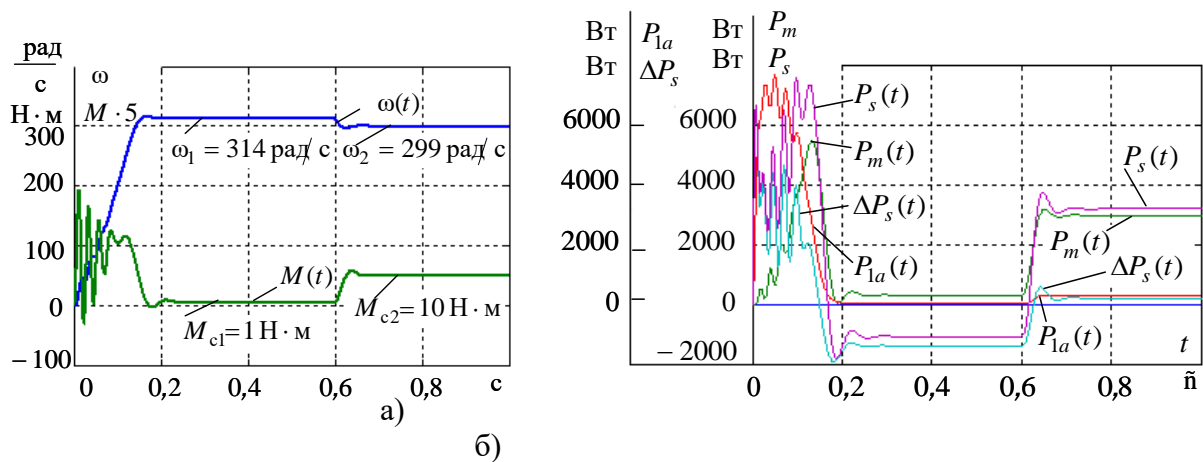 рад
с
Н · м
ω
M · 5
300
200
100
0
– 100
ω(t)
ω₁ = 314 рад/ с ω₂ = 299 рад/ с
M(t)
Mс1=1 Н · м
Mс2=10 Н · м
0 0,2 0,4 0,6 0,8 с
а)
б)
Вт P1a Вт Pm
Вт ΔPs Вт Ps
6000 6000
4000 4000
2000 2000
0 0
– 2000
Ps(t)
Pm(t)
ΔPs(t)
P1a(t)
Ps(t)
Pm(t)
ΔPs(t)
P1a(t)
t
0 0,2 0,4 0,6 0,8 ñ